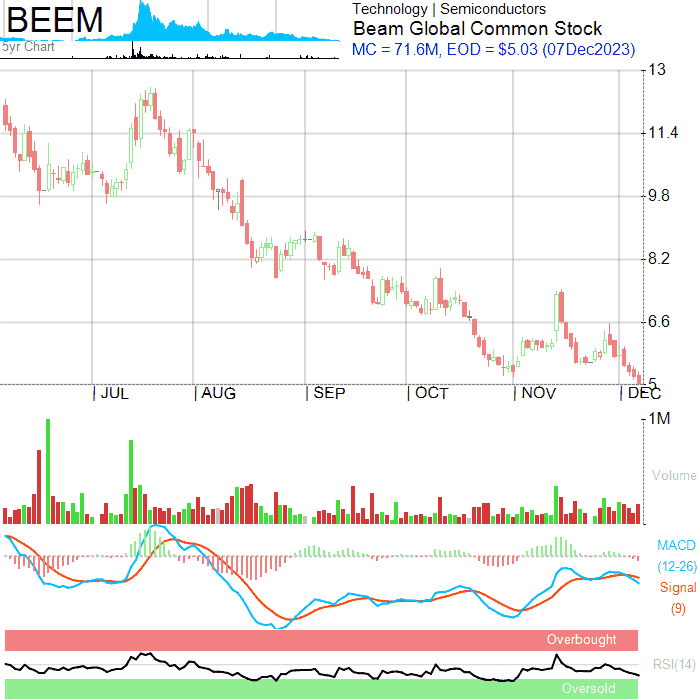 BEEM
5yr Chart
Technology | Semiconductors
Beam Global Common Stock
MC = 71.6M, EOD = $5.03 (07Dec2023)
13
11.4
9.8
8.2
6.6
5
JUL AUG SEP OCT NOV DEC
1M
Volume
MACD
(12-26)
Signal
(9)
Overbought
RSI(14)
Oversold